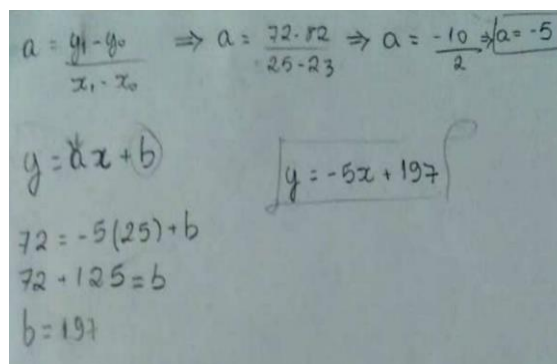 a = y₁-y₀ / x₁-x₀ ⇒ a = 72-82 / 25-23 ⇒ a = -10 / 2 ⇒ a = -5
y = ax + b
y = -5x + 197
72 = -5(25) + b
72 + 125 = b
b = 197